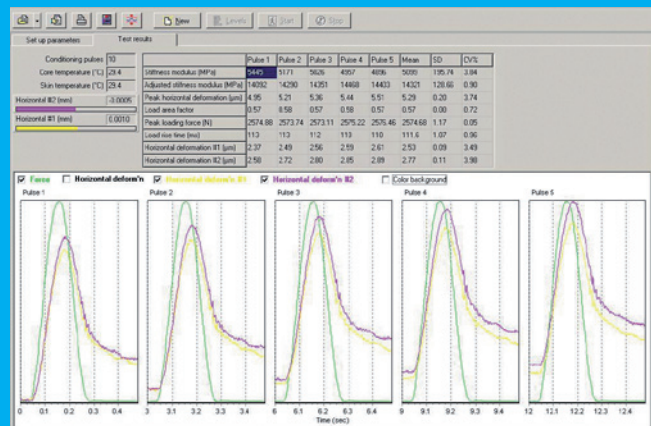 New Levels Start Stop
Set up parameters Test results
Conditioning pulses 10
Core temperature (°C) 29.4
Skin temperature (°C) 29.4
Horizontal #2 (mm) -3.0005
Horizontal #1 (mm) 0.0010
Pulse 1 Pulse 2 Pulse 3 Pulse 4 Pulse 5 Mean SD CV%
Stiffness modulus (MPa) 5445 5171 5026 4957 4896 5099 195.74 3.84
Adjusted stiffness modulus (MPa) 14092 14290 14351 14468 14403 14321 128.66 0.90
Peak horizontal deformation (µm) 4.95 5.21 5.36 5.44 5.51 5.29 0.20 3.74
Load area factor 0.57 0.58 0.57 0.58 0.57 0.58 0.00 0.72
Peak loading force (N) 2574.88 2573.74 2573.11 2575.22 2576.46 2574.68 1.17 0.05
Load rise time (ms) 113 113 112 113 110 111.6 1.07 0.96
Horizontal deformation #1 (µm) 2.37 2.49 2.56 2.59 2.61 2.53 0.09 3.49
Horizontal deformation #2 (µm) 2.58 2.72 2.80 2.85 2.89 2.77 0.11 3.98
Force Horizontal deform'n Horizontal deform'n #1 Horizontal deform'n #2 Color background
Pulse 1 Pulse 2 Pulse 3 Pulse 4 Pulse 5
0 0.1 0.2 0.3 0.4 3 3.1 3.2 3.3 3.4 6 6.1 6.2 6.3 6.4 9 9.1 9.2 9.3 9.4 12 12.1 12.2 12.3 12.4
Time (sec)